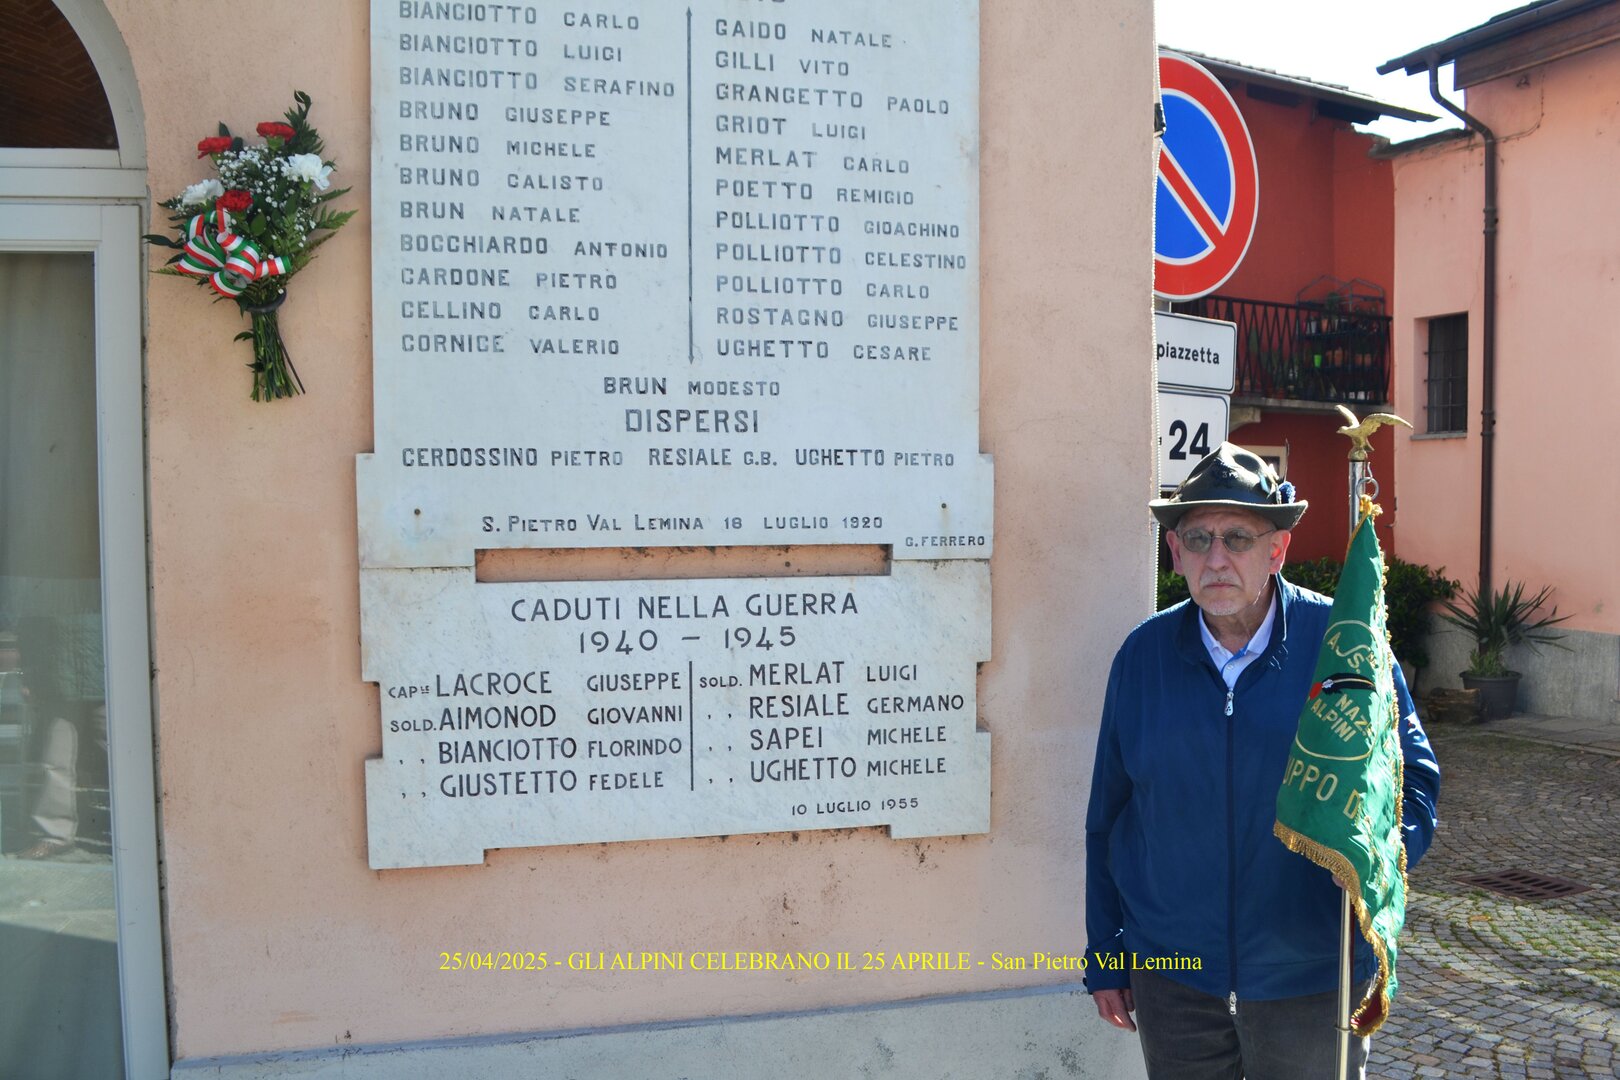 BIANCIOTTO CARLO
BIANCIOTTO LUIGI
BIANCIOTTO SERAFINO
BRUNO GIUSEPPE
BRUNO MICHELE
BRUNO CALISTO
BRUN NATALE
BOCCHIARDO ANTONIO
CARDONE PIETRO
CELLINO CARLO
CORNICE VALERIO
GAIDO NATALE
GILLI VITO
GRANGETTO PAOLO
GRIOT LUIGI
MERLAT CARLO
POETTO REMIGIO
POLLIOTTO GIOACHINO
POLLIOTTO CELESTINO
POLLIOTTO CARLO
ROSTAGNO GIUSEPPE
UGHETTO CESARE
BRUN MODESTO
DISPERSI
CERDOSSINO PIETRO RESIALE G.B. UGHETTO PIETRO
S. PIETRO VAL LEMINA 18 LUGLIO 1920
G. FERRERO
CADUTI NELLA GUERRA
1940 - 1945
CAP.LE LACROCE GIUSEPPE
SOLD. AIMONOD GIOVANNI
, , BIANCIOTTO FLORINDO
, , GIUSTETTO FEDELE
SOLD. MERLAT LUIGI
, , RESIALE GERMANO
, , SAPEI MICHELE
, , UGHETTO MICHELE
10 LUGLIO 1955
piazzetta
24
ASS.
NAZ.
ALPINI
UPPO D
25/04/2025 - GLI ALPINI CELEBRANO IL 25 APRILE - San Pietro Val Lemina